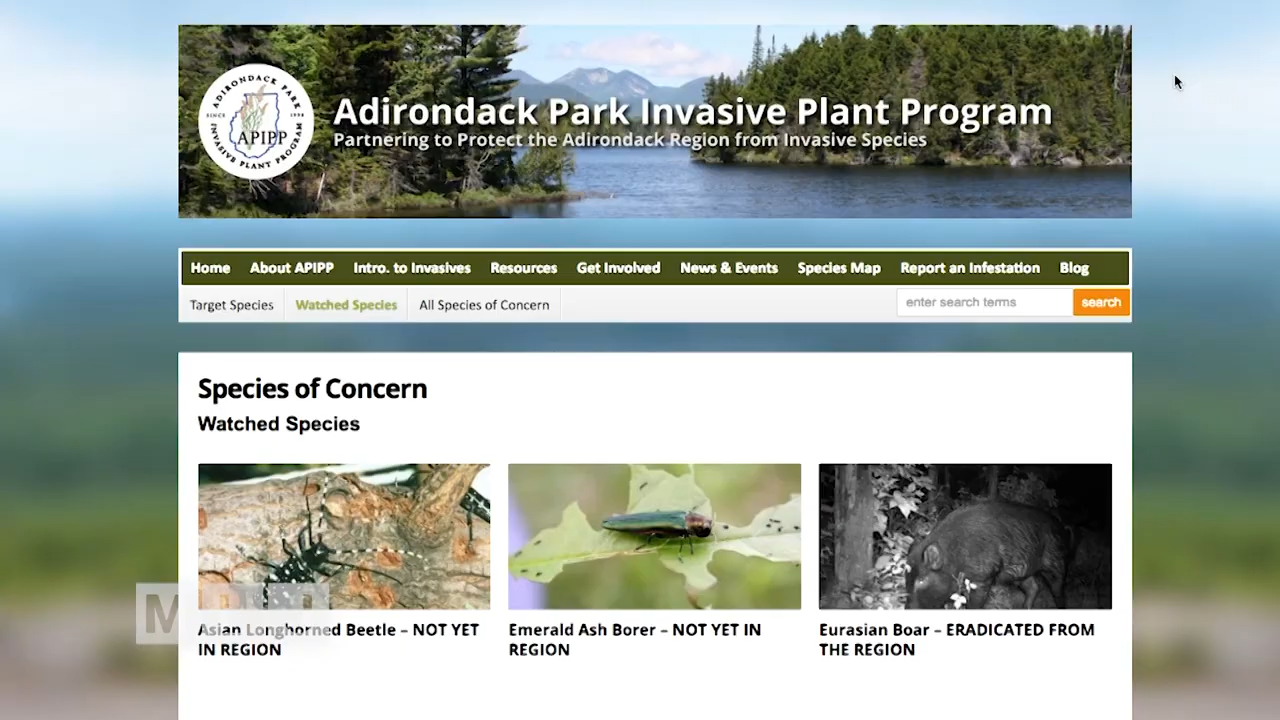 ADIRONDACK PARK
SINCE 1998
APIPP
INVASIVE PLANT PROGRAM
Adirondack Park Invasive Plant Program
Partnering to Protect the Adirondack Region from Invasive Species
Home About APIPP Intro. to Invasives Resources Get Involved News & Events Species Map Report an Infestation Blog
Target Species Watched Species All Species of Concern enter search terms search
Species of Concern
Watched Species
Asian Longhorned Beetle – NOT YET IN REGION
Emerald Ash Borer – NOT YET IN REGION
Eurasian Boar – ERADICATED FROM THE REGION